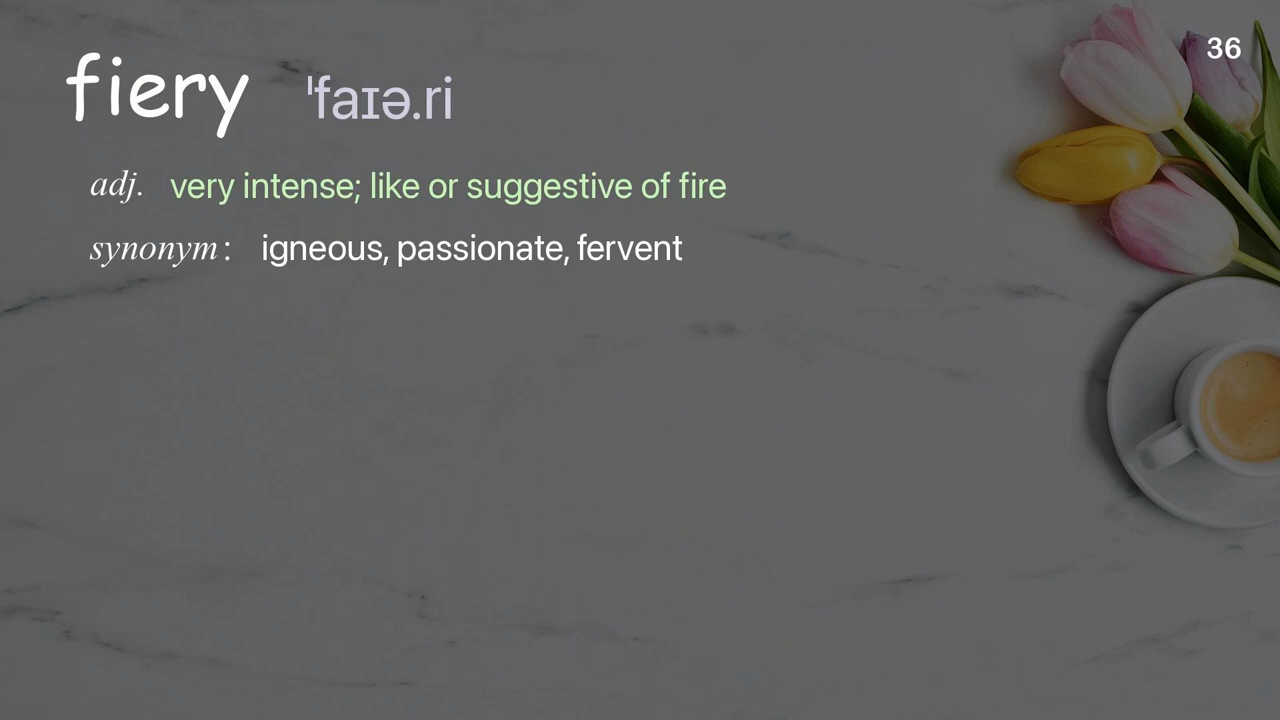 36
fiery ˈfaɪə.ri
adj. very intense; like or suggestive of fire
synonym: igneous, passionate, fervent